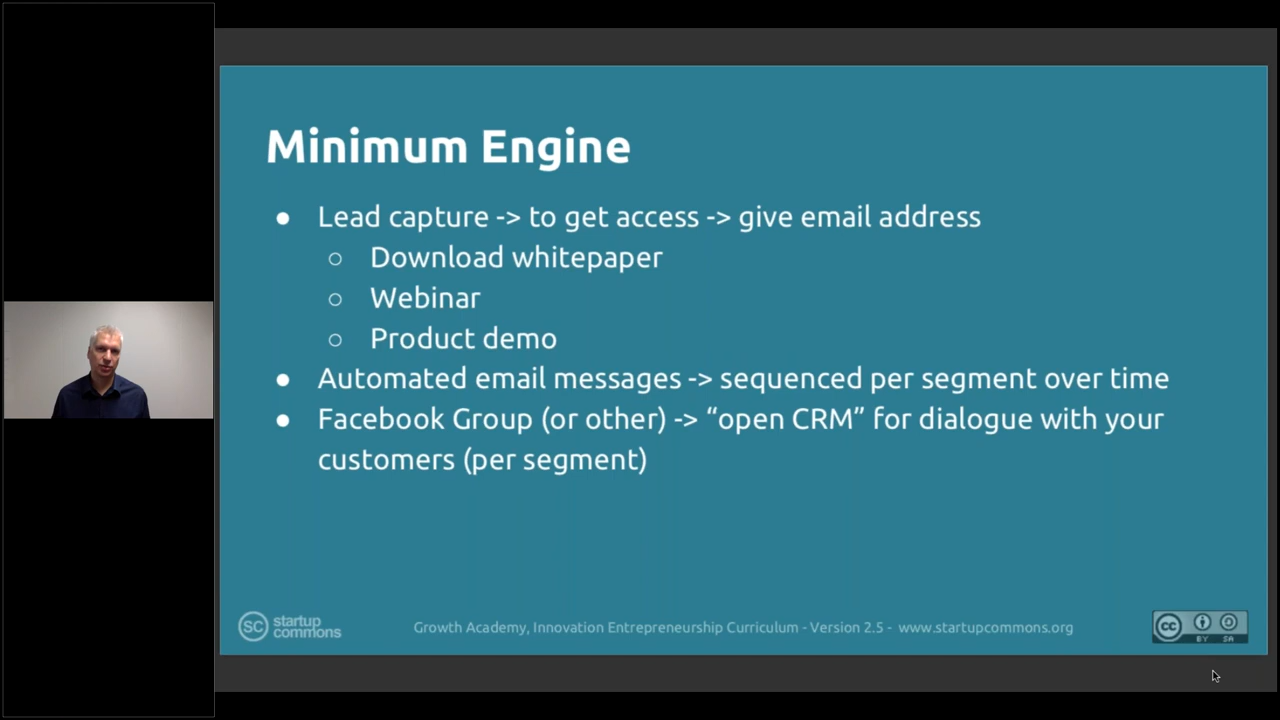 Minimum Engine
● Lead capture -> to get access -> give email address
○ Download whitepaper
○ Webinar
○ Product demo
● Automated email messages -> sequenced per segment over time
● Facebook Group (or other) -> “open CRM” for dialogue with your
customers (per segment)
SC startup
commons
Growth Academy, Innovation Entrepreneurship Curriculum - Version 2.5 - www.startupcommons.org
cc
BY SA